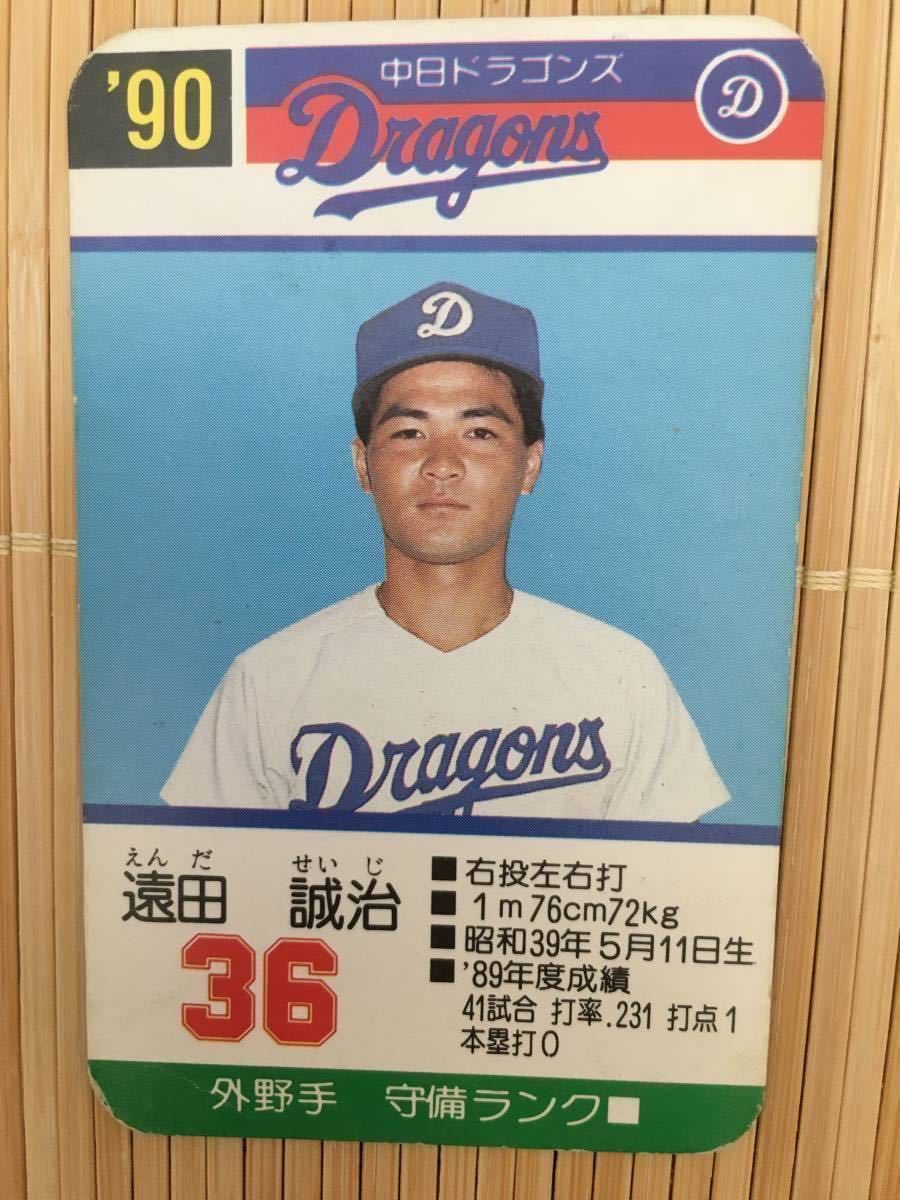 '90
中日ドラゴンズ
Dragons
D
D
Dragons
えんだ せいじ
遠田 誠治
36
■右投左右打
■1m76cm72kg
■昭和39年5月11日生
■'89年度成績
41試合 打率.231 打点1
本塁打0
外野手 守備ランク□